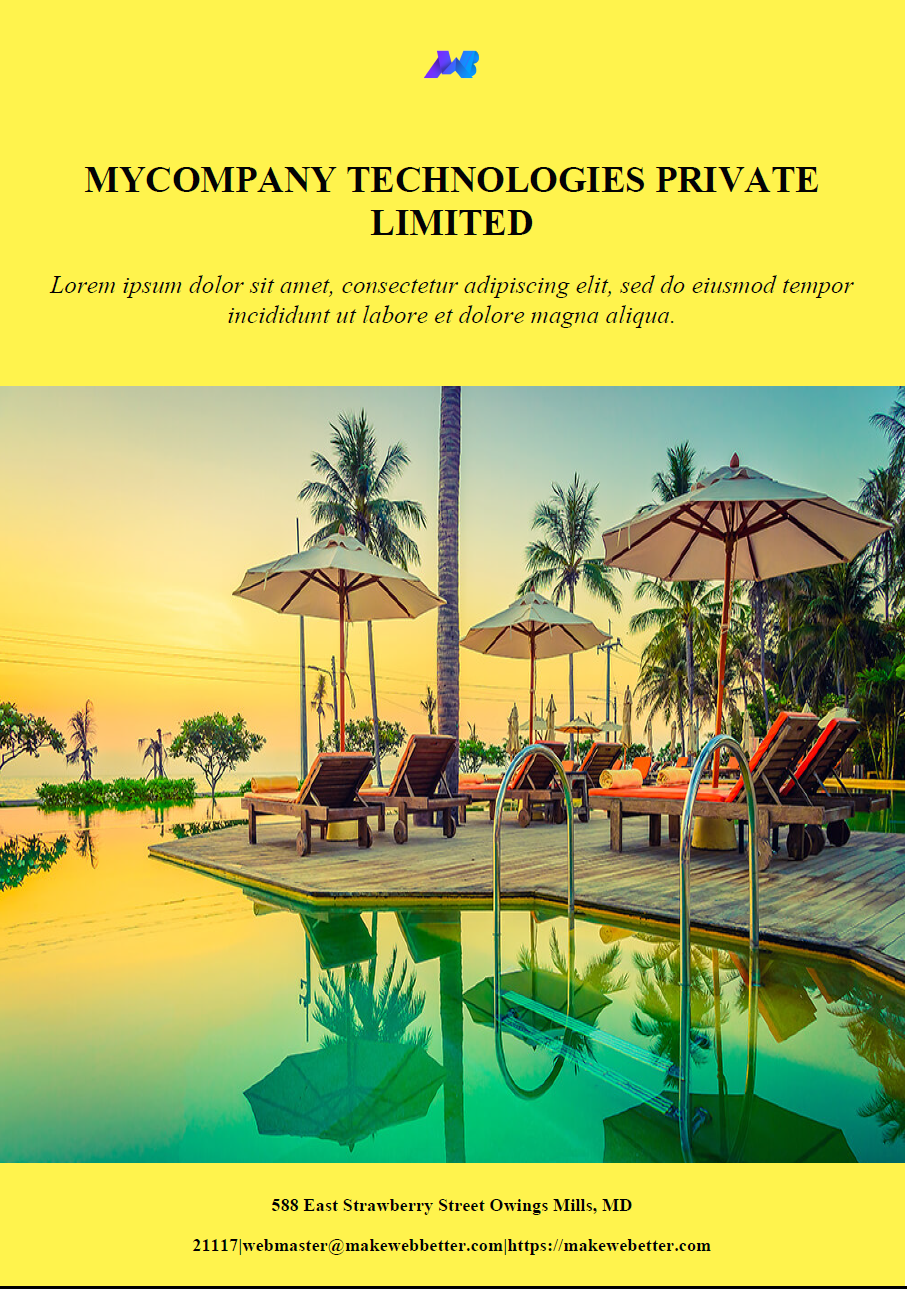 MYCOMPANY TECHNOLOGIES PRIVATE
LIMITED
Lorem ipsum dolor sit amet, consectetur adipiscing elit, sed do eiusmod tempor
incididunt ut labore et dolore magna aliqua.
588 East Strawberry Street Owings Mills, MD
21117|webmaster@makewebbetter.com|https://makewebetter.com